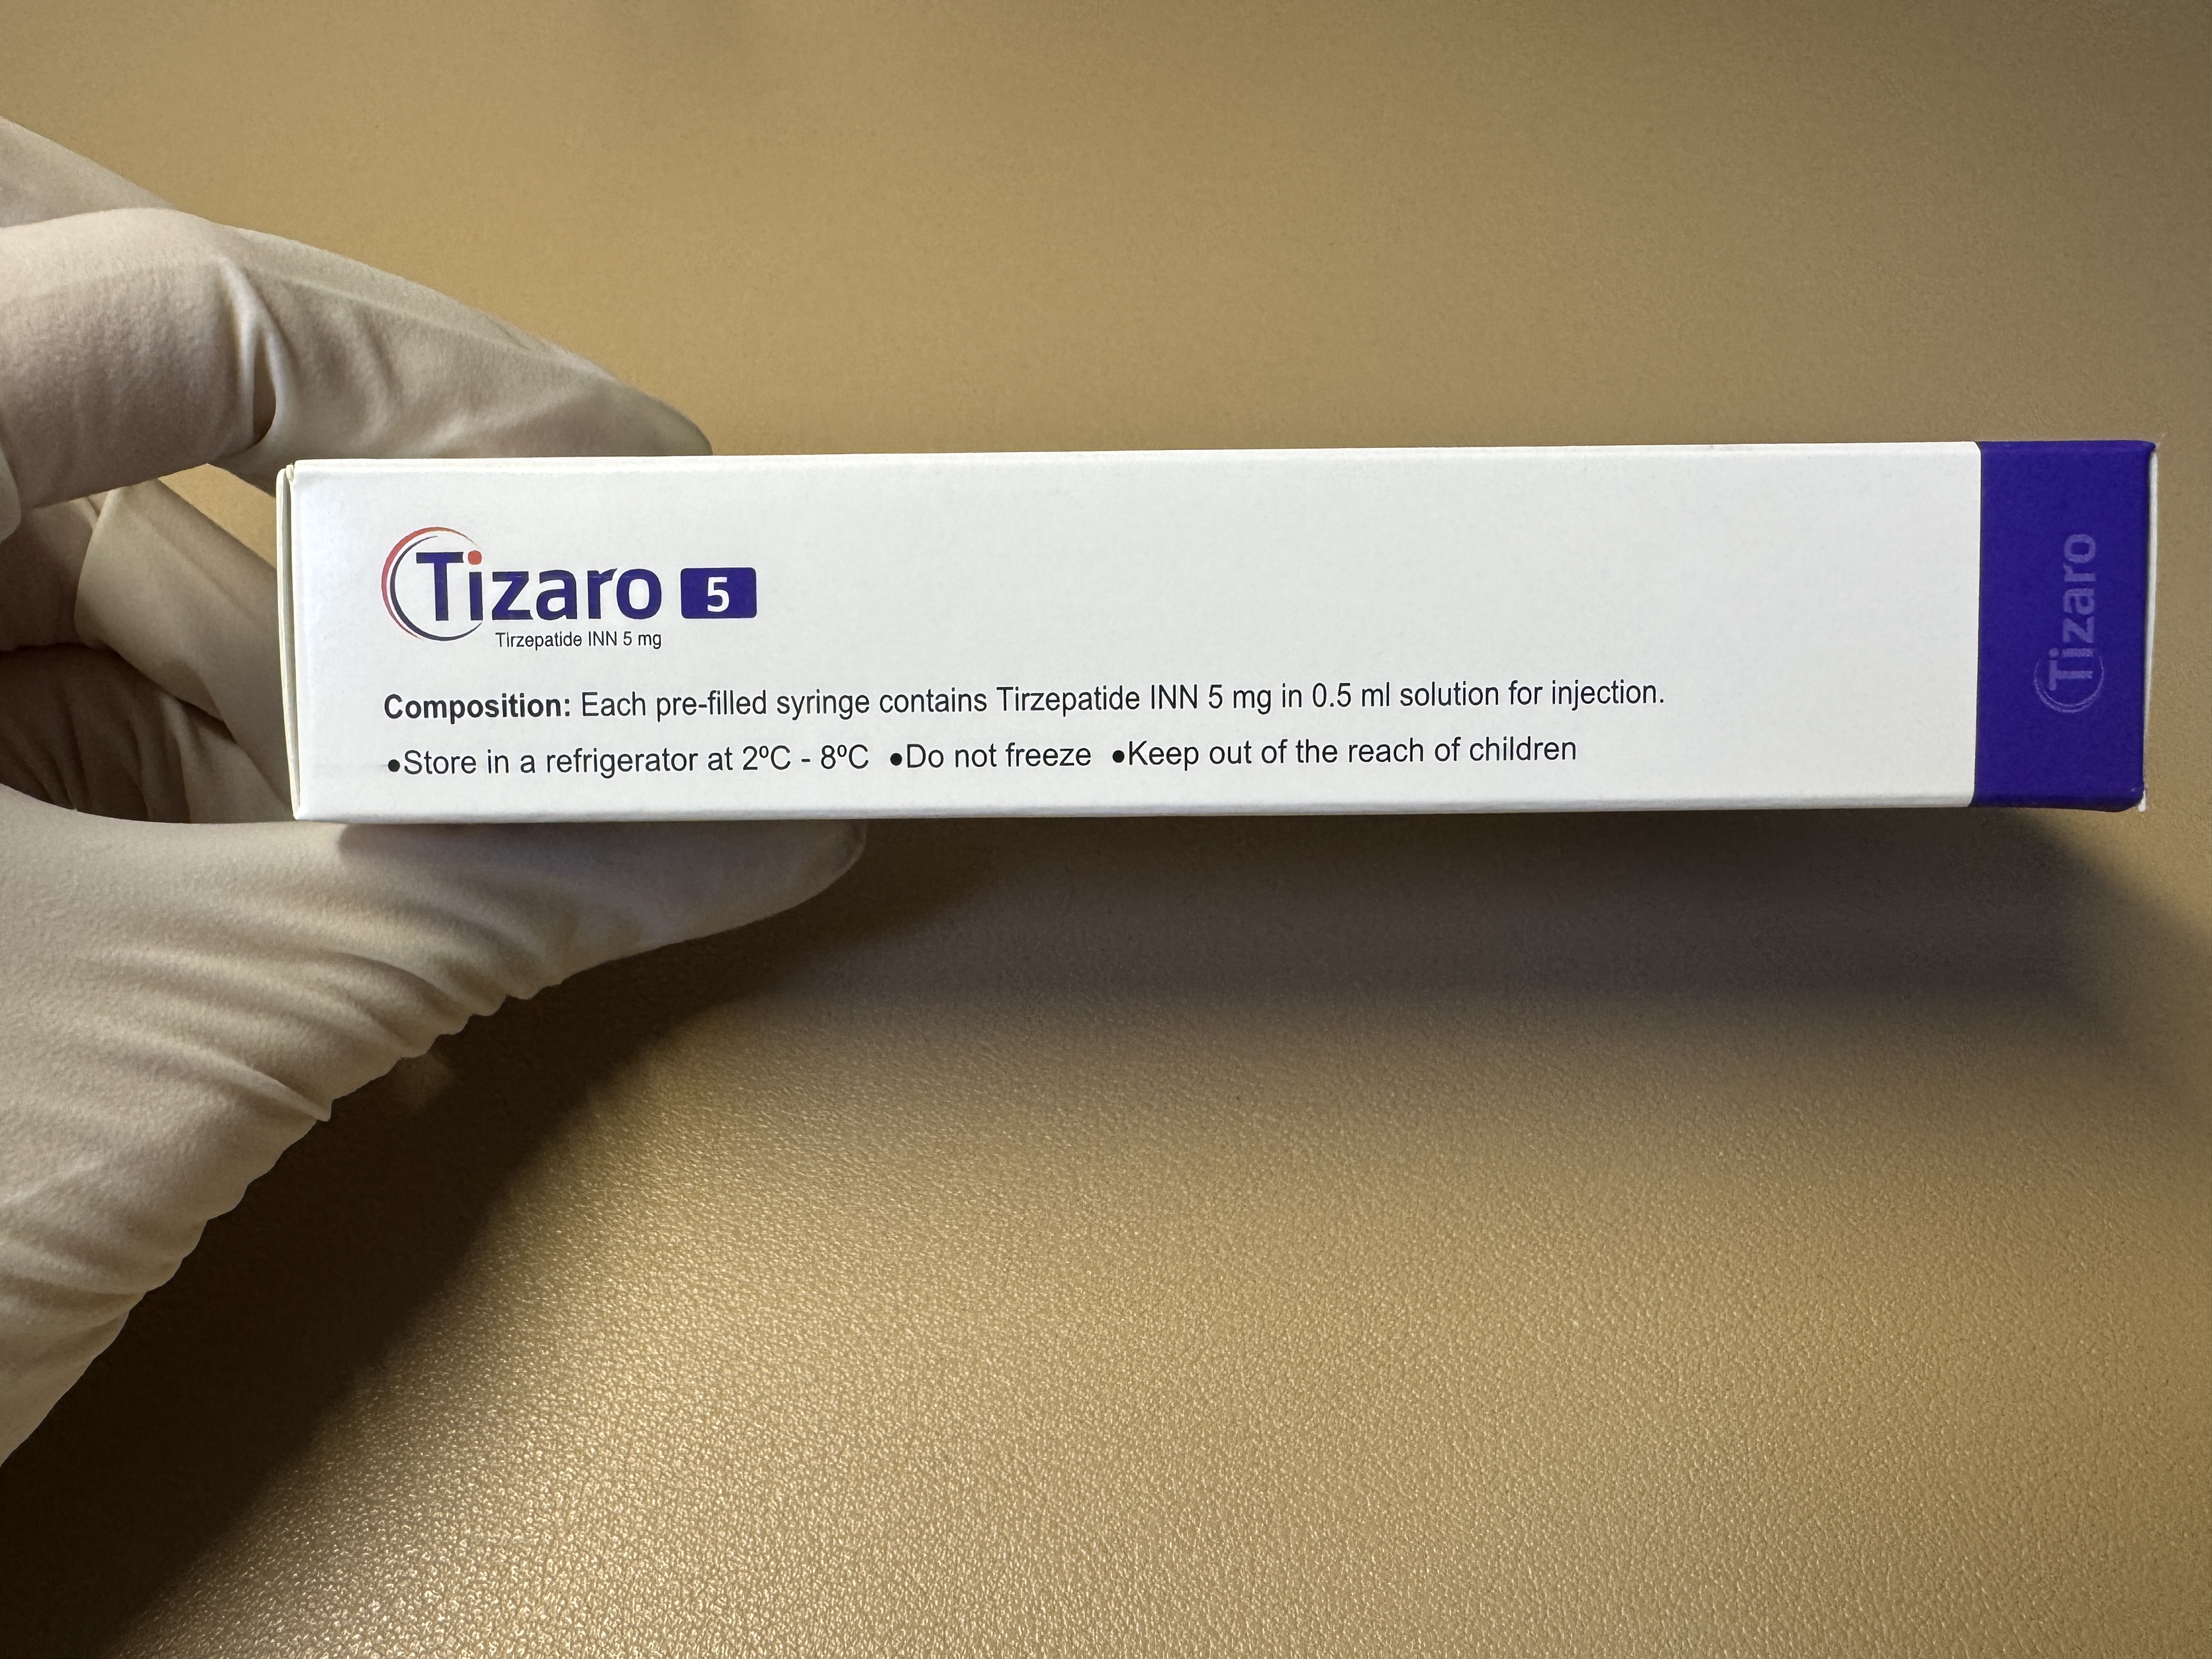 Tizaro 5
Tirzepatide INN 5 mg
Composition: Each pre-filled syringe contains Tirzepatide INN 5 mg in 0.5 ml solution for injection.
●Store in a refrigerator at 2ºC - 8ºC ●Do not freeze ●Keep out of the reach of children
Tizaro